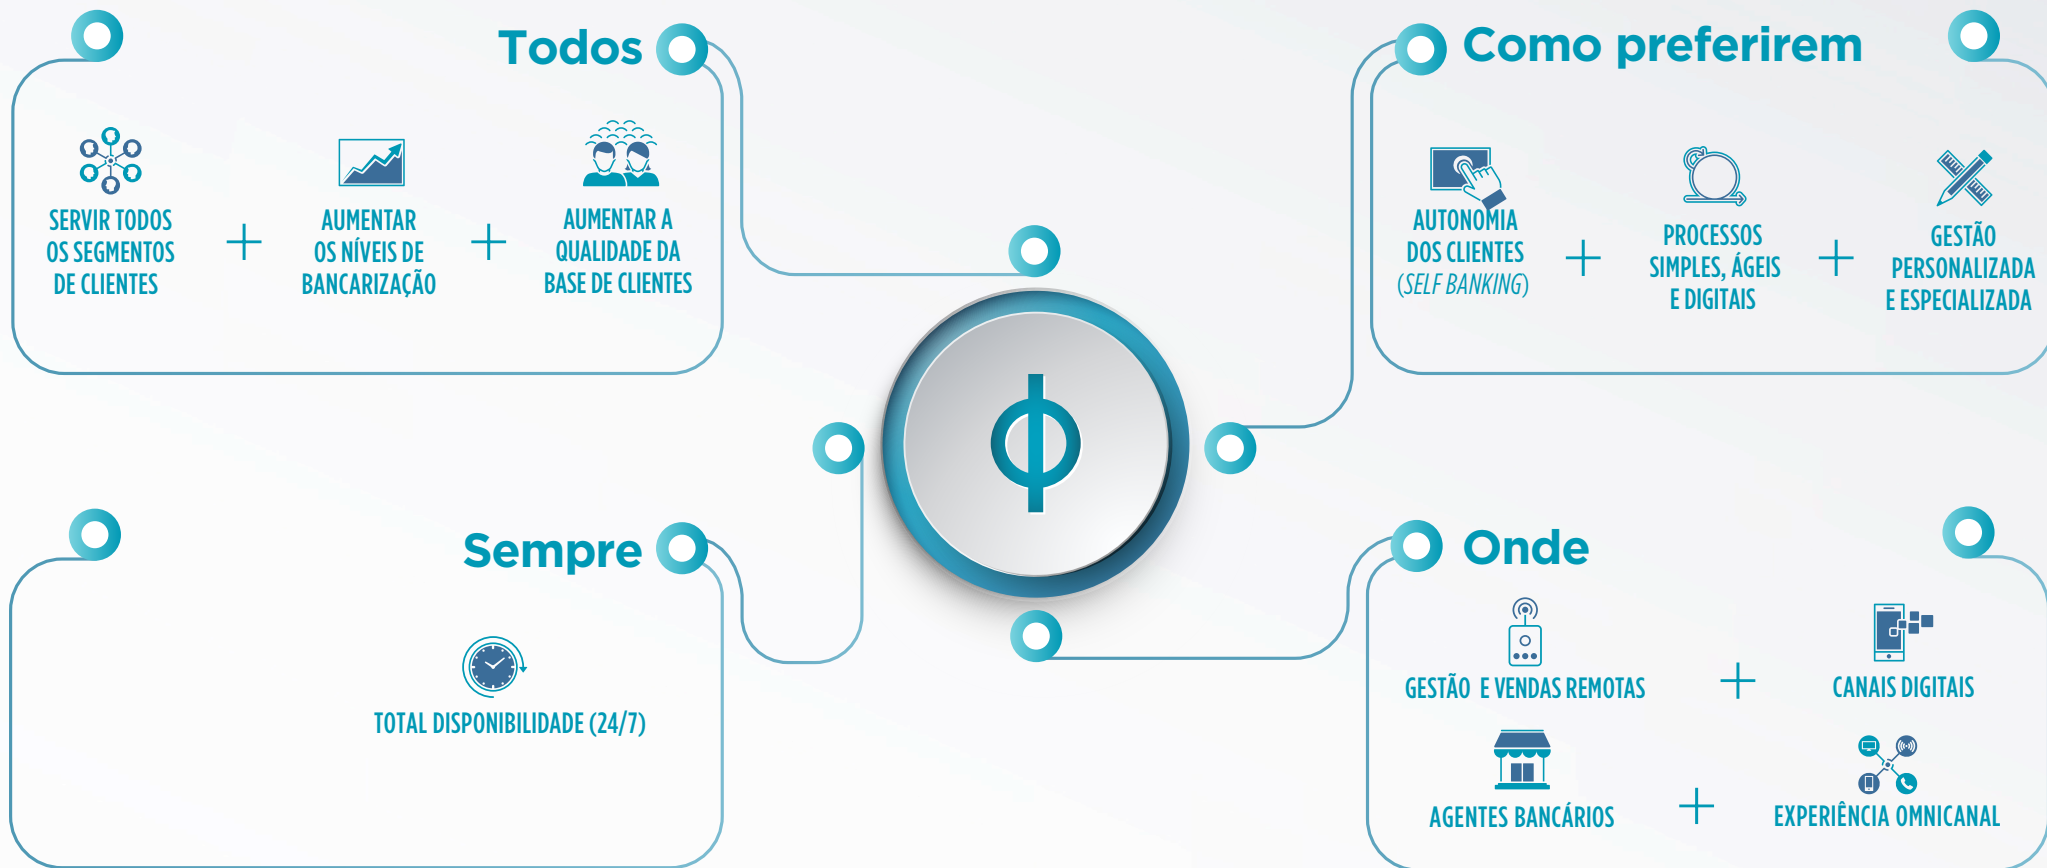 Todos
SERVIR TODOS
OS SEGMENTOS
DE CLIENTES
+
AUMENTAR
OS NÍVEIS DE
BANCARIZAÇÃO
+
AUMENTAR A
QUALIDADE DA
BASE DE CLIENTES
Como preferirem
AUTONOMIA
DOS CLIENTES
(SELF BANKING)
+
PROCESSOS
SIMPLES, ÁGEIS
E DIGITAIS
+
GESTÃO
PERSONALIZADA
E ESPECIALIZADA
Sempre
TOTAL DISPONIBILIDADE (24/7)
Onde
GESTÃO E VENDAS REMOTAS
+
CANAIS DIGITAIS
AGENTES BANCÁRIOS
+
EXPERIÊNCIA OMNICANAL